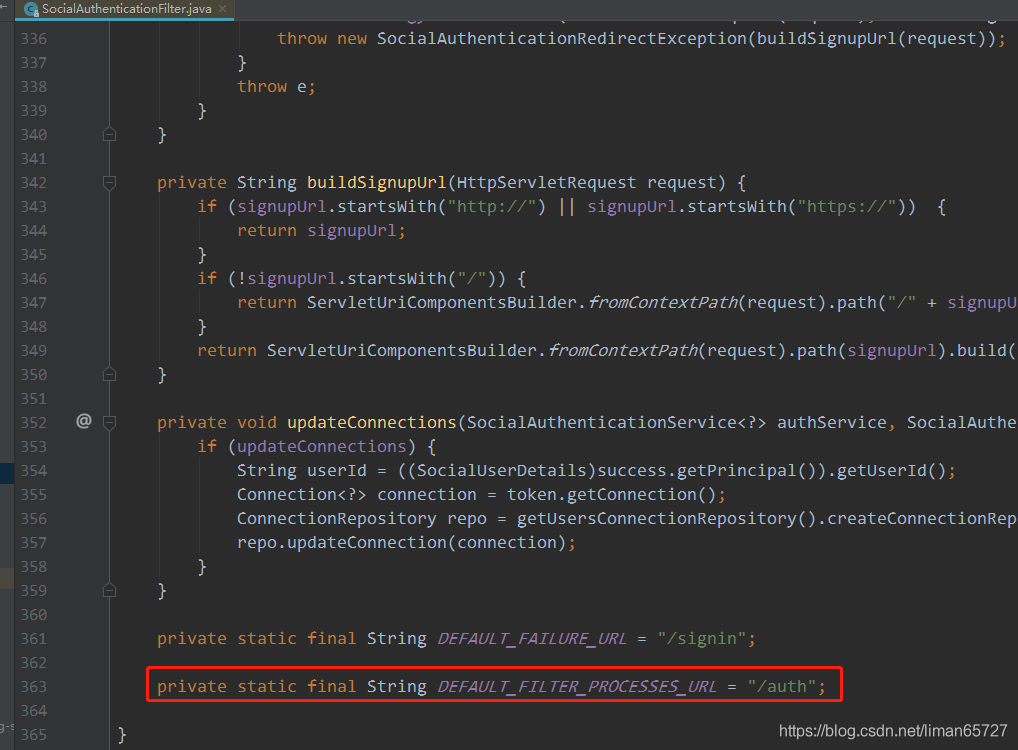 SocialAuthenticationFilter.java ×
336 throw new SocialAuthenticationRedirectException(buildSignupUrl(request));
337 }
338 throw e;
339 }
340 }
341
342 private String buildSignupUrl(HttpServletRequest request) {
343 if (signupUrl.startsWith("http://") || signupUrl.startsWith("https://")) {
344 return signupUrl;
345 }
346 if (!signupUrl.startsWith("/")) {
347 return ServletUriComponentsBuilder.fromContextPath(request).path("/" + signupU
348 }
349 return ServletUriComponentsBuilder.fromContextPath(request).path(signupUrl).build(
350 }
351
352 @ private void updateConnections(SocialAuthenticationService<?> authService, SocialAuthe
353 if (updateConnections) {
354 String userId = ((SocialUserDetails)success.getPrincipal()).getUserId();
355 Connection<?> connection = token.getConnection();
356 ConnectionRepository repo = getUsersConnectionRepository().createConnectionRep
357 repo.updateConnection(connection);
358 }
359 }
360
361 private static final String DEFAULT_FAILURE_URL = "/signin";
362
363 private static final String DEFAULT_FILTER_PROCESSES_URL = "/auth";
364
365 }
https://blog.csdn.net/liman65727